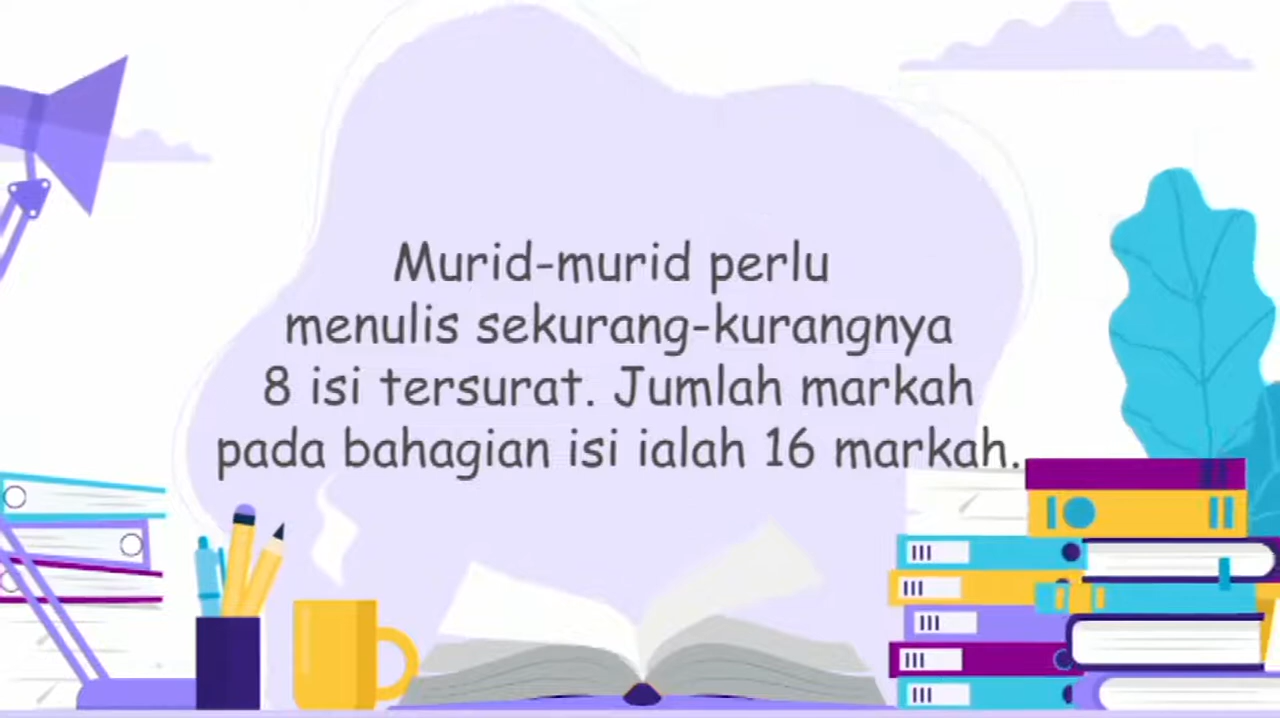 Murid-murid perlu
menulis sekurang-kurangnya
8 isi tersurat. Jumlah markah
pada bahagian isi ialah 16 markah.